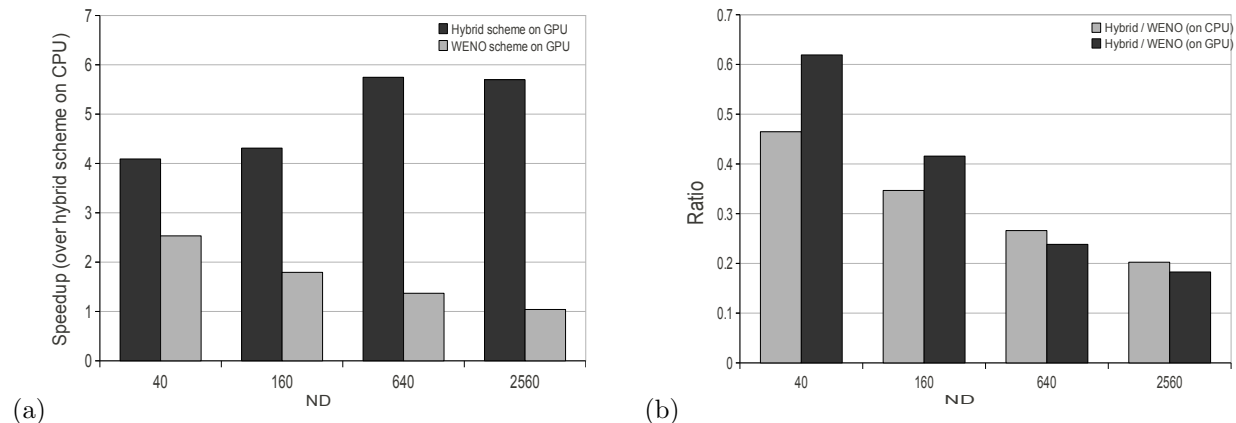 7
6
5
4
3
2
1
0
Speedup (over hybrid scheme on CPU)
Hybrid scheme on GPU
WENO scheme on GPU
40 160 640 2560
ND
(a)
0.7
0.6
0.5
0.4
0.3
0.2
0.1
0
Ratio
Hybrid / WENO (on CPU)
Hybrid / WENO (on GPU)
40 160 640 2560
ND
(b)